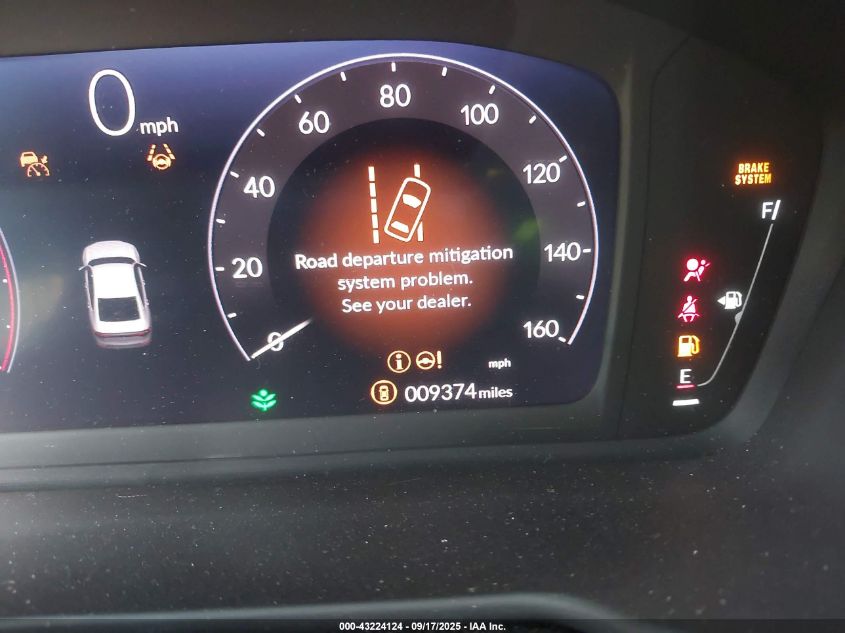 0 mph
80
60
100
40
120
20
140
0
160
Road departure mitigation
system problem.
See your dealer.
mph
009374 miles
BRAKE
SYSTEM
F
E
000-43224124 - 09/17/2025 - IAA Inc.